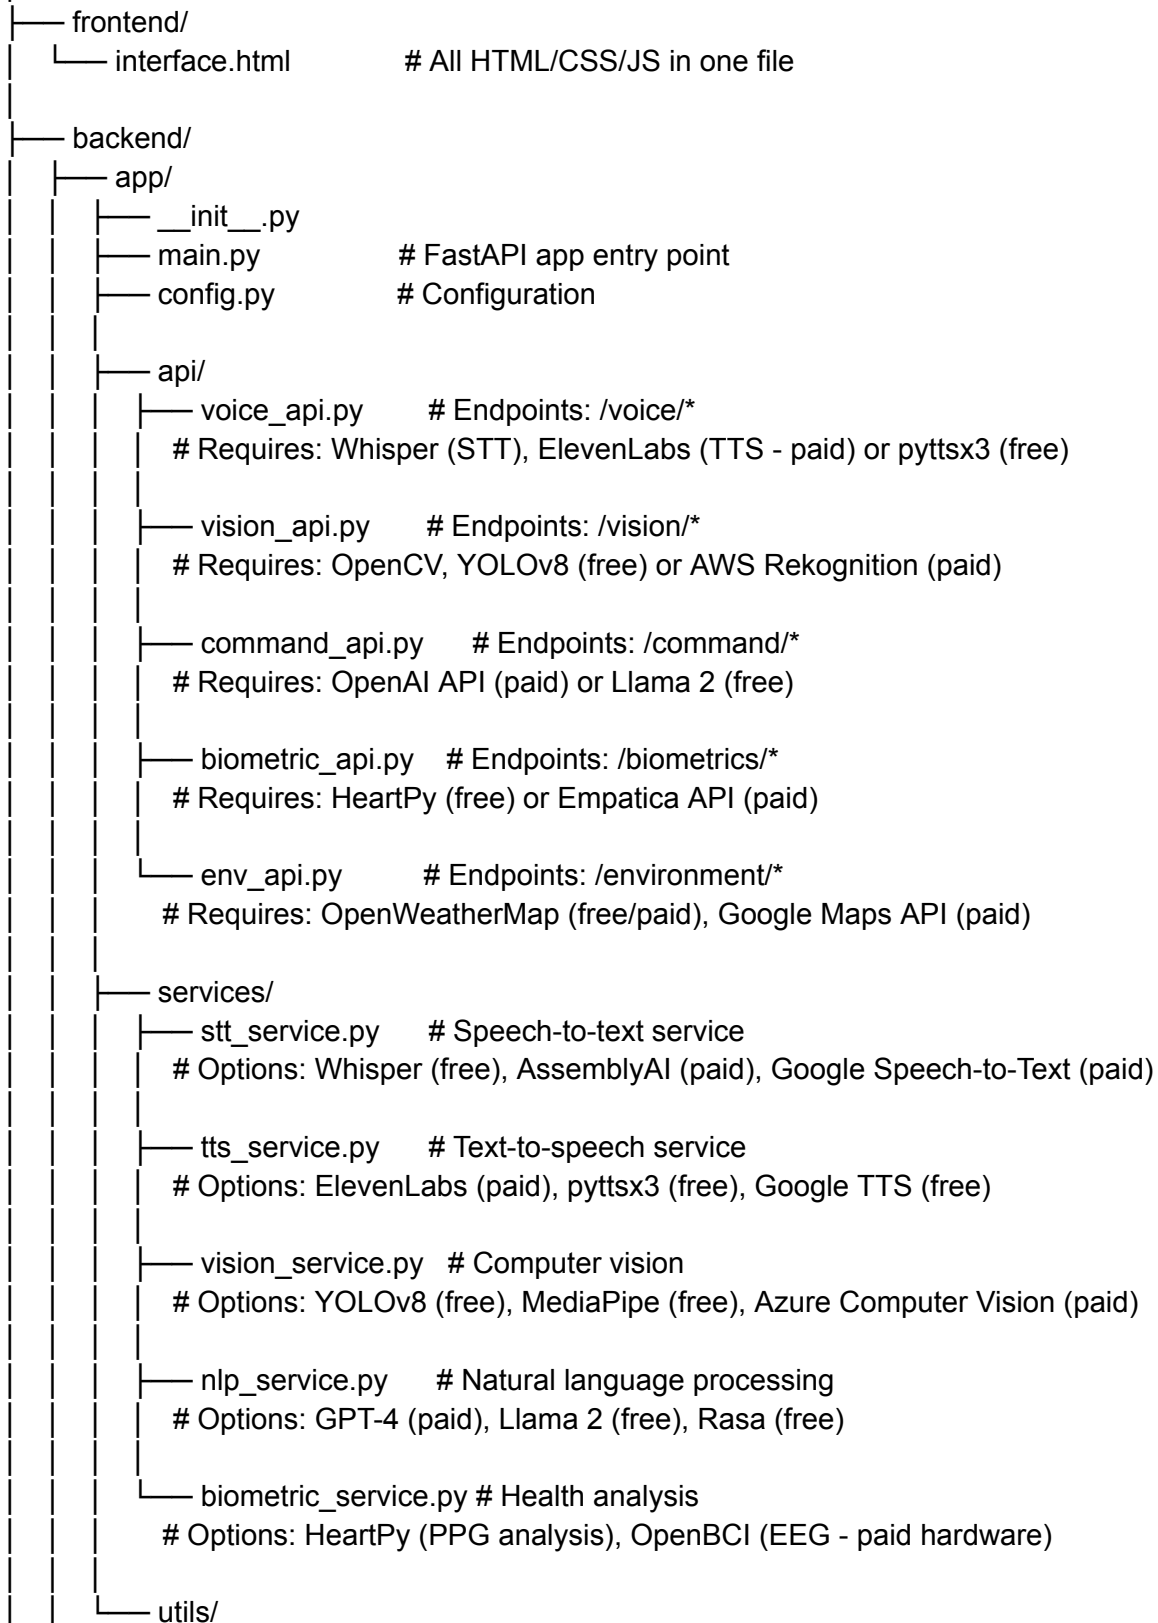 ├── frontend/
│   └── interface.html # All HTML/CSS/JS in one file
│
├── backend/
│   ├── app/
│   │   ├── __init__.py
│   │   ├── main.py # FastAPI app entry point
│   │   ├── config.py # Configuration
│   │   │
│   │   ├── api/
│   │   │   ├── voice_api.py # Endpoints: /voice/*
│   │   │   │ # Requires: Whisper (STT), ElevenLabs (TTS - paid) or pyttsx3 (free)
│   │   │   │
│   │   │   ├── vision_api.py # Endpoints: /vision/*
│   │   │   │ # Requires: OpenCV, YOLOv8 (free) or AWS Rekognition (paid)
│   │   │   │
│   │   │   ├── command_api.py # Endpoints: /command/*
│   │   │   │ # Requires: OpenAI API (paid) or Llama 2 (free)
│   │   │   │
│   │   │   ├── biometric_api.py # Endpoints: /biometrics/*
│   │   │   │ # Requires: HeartPy (free) or Empatica API (paid)
│   │   │   │
│   │   │   └── env_api.py # Endpoints: /environment/*
│   │   │ # Requires: OpenWeatherMap (free/paid), Google Maps API (paid)
│   │   │
│   │   ├── services/
│   │   │   ├── stt_service.py # Speech-to-text service
│   │   │   │ # Options: Whisper (free), AssemblyAI (paid), Google Speech-to-Text (paid)
│   │   │   │
│   │   │   ├── tts_service.py # Text-to-speech service
│   │   │   │ # Options: ElevenLabs (paid), pyttsx3 (free), Google TTS (free)
│   │   │   │
│   │   │   ├── vision_service.py # Computer vision
│   │   │   │ # Options: YOLOv8 (free), MediaPipe (free), Azure Computer Vision (paid)
│   │   │   │
│   │   │   ├── nlp_service.py # Natural language processing
│   │   │   │ # Options: GPT-4 (paid), Llama 2 (free), Rasa (free)
│   │   │   │
│   │   │   └── biometric_service.py # Health analysis
│   │   │ # Options: HeartPy (PPG analysis), OpenBCI (EEG - paid hardware)
│   │   │
│   │   └── utils/